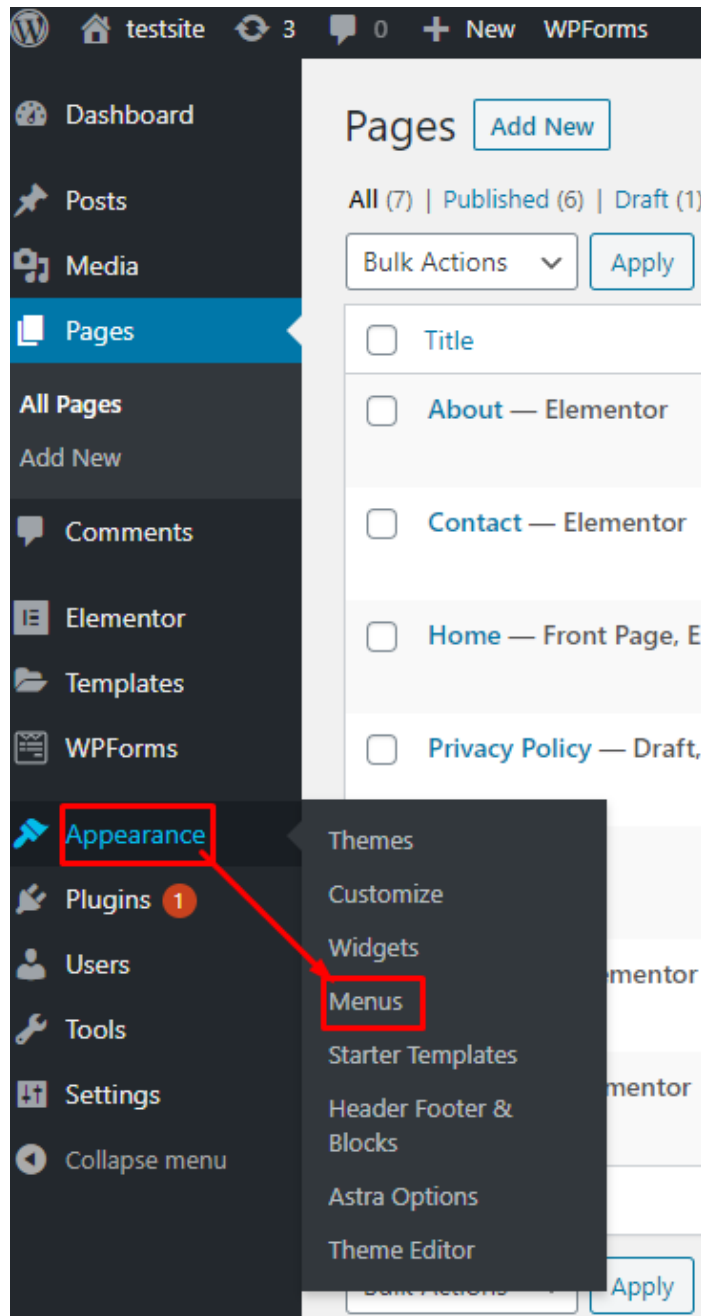 testsite 3 0 New WPForms
Dashboard
Posts
Media
Pages
All Pages
Add New
Comments
Elementor
Templates
WPForms
Appearance
Plugins 1
Users
Tools
Settings
Collapse menu
Pages Add New
All (7) | Published (6) | Draft (1)
Bulk Actions Apply
Title
About — Elementor
Contact — Elementor
Home — Front Page, E
Privacy Policy — Draft,
Themes
Customize
Widgets
Menus
Starter Templates
Header Footer &
Blocks
Astra Options
Theme Editor
ementor
mentor
Apply